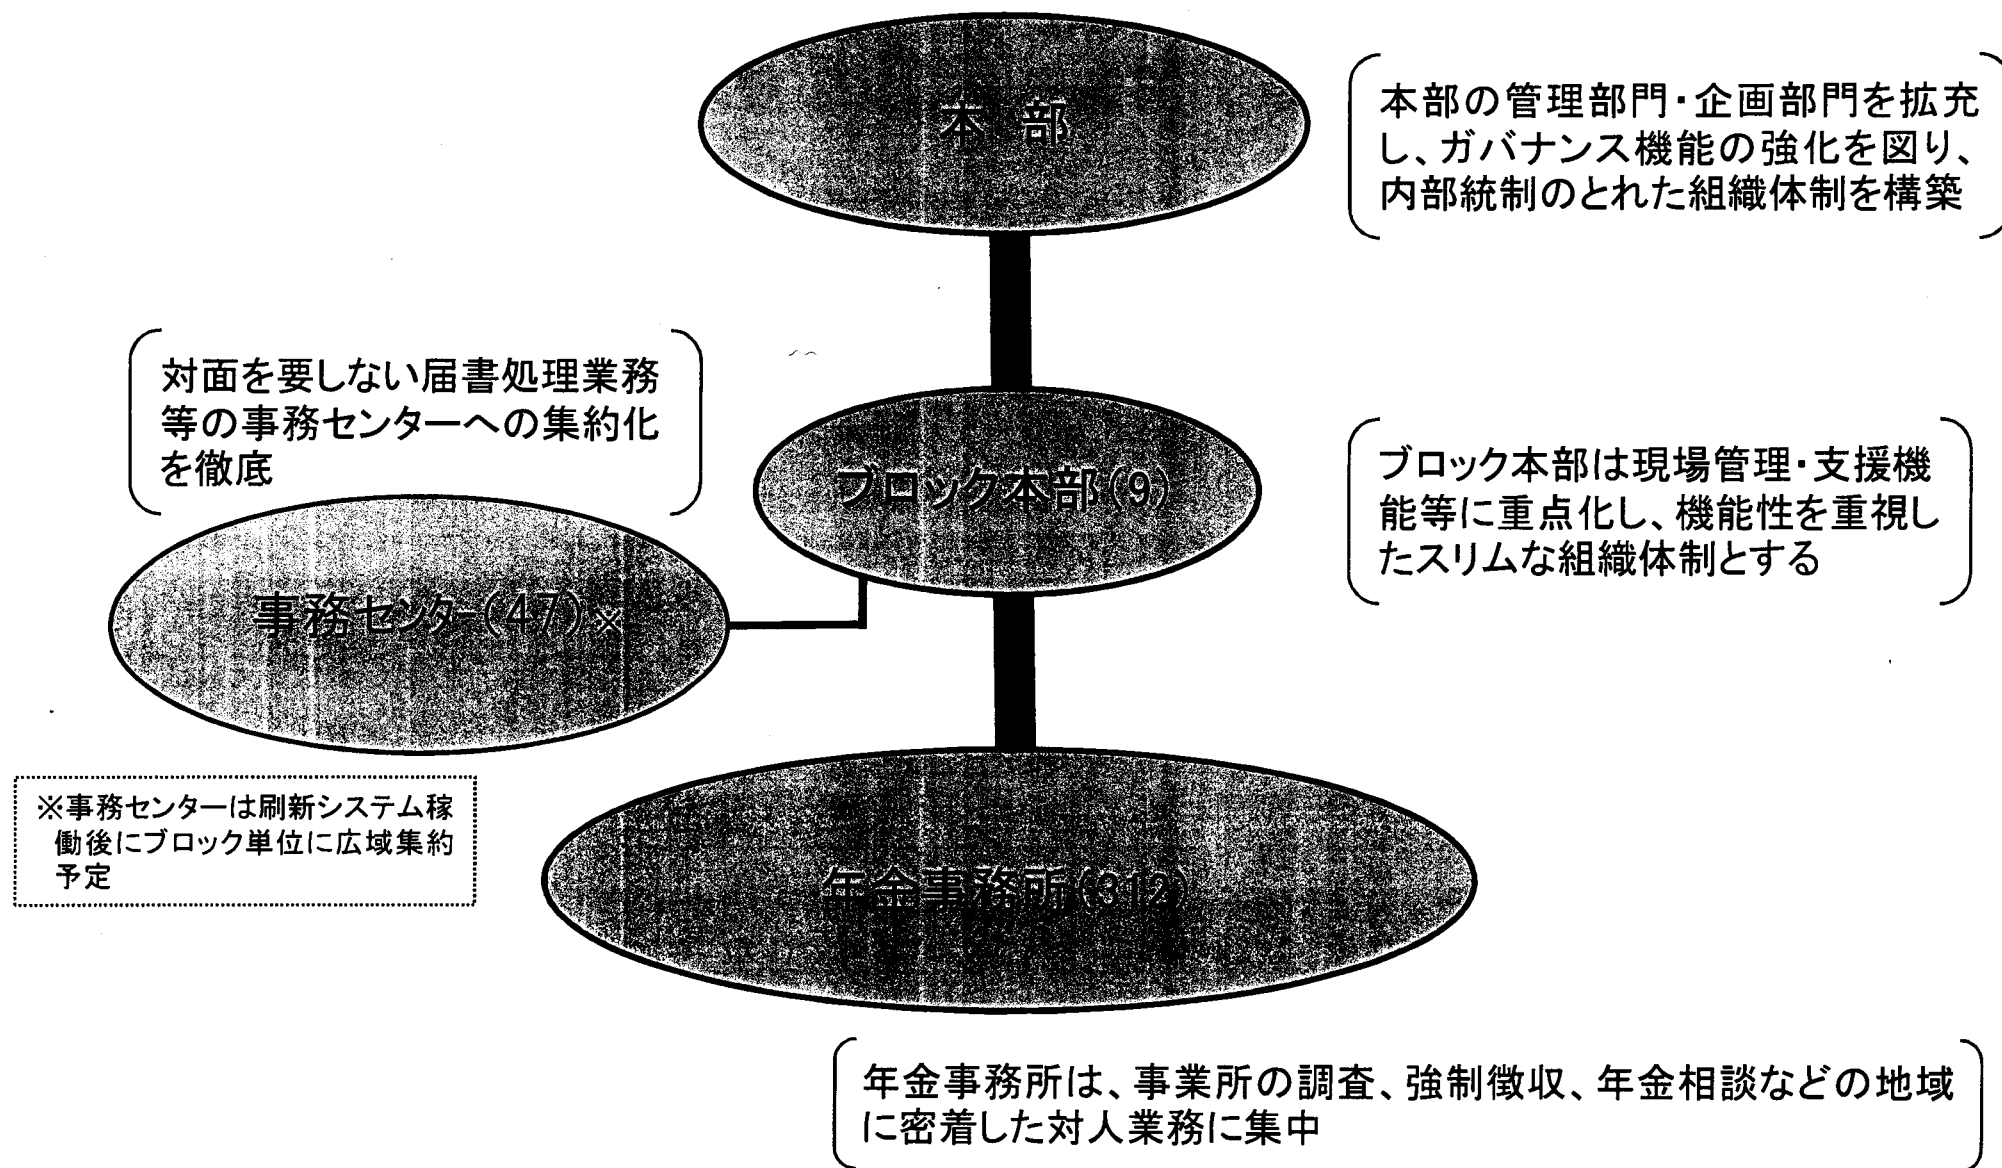 本 部
本部の管理部門・企画部門を拡充
し、ガバナンス機能の強化を図り、
内部統制のとれた組織体制を構築
対面を要しない届書処理業務
等の事務センターへの集約化
を徹底
ブロック本部(9)
ブロック本部は現場管理・支援機
能等に重点化し、機能性を重視し
たスリムな組織体制とする
事務センター(47)※
※事務センターは刷新システム稼
働後にブロック単位に広域集約
予定
年金事務所(312)
年金事務所は、事業所の調査、強制徴収、年金相談などの地域
に密着した対人業務に集中